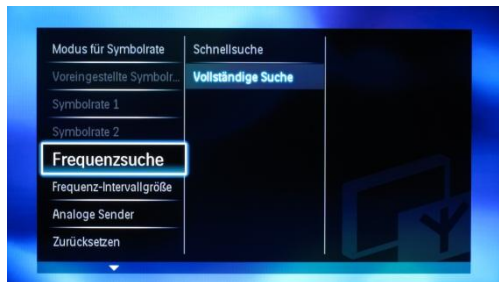 Modus für Symbolrate
Voreingestellte Symbolr...
Symbolrate 1
Symbolrate 2
Frequenzsuche
Frequenz-Intervallgröße
Analoge Sender
Zurücksetzen
Schnellsuche
Vollständige Suche